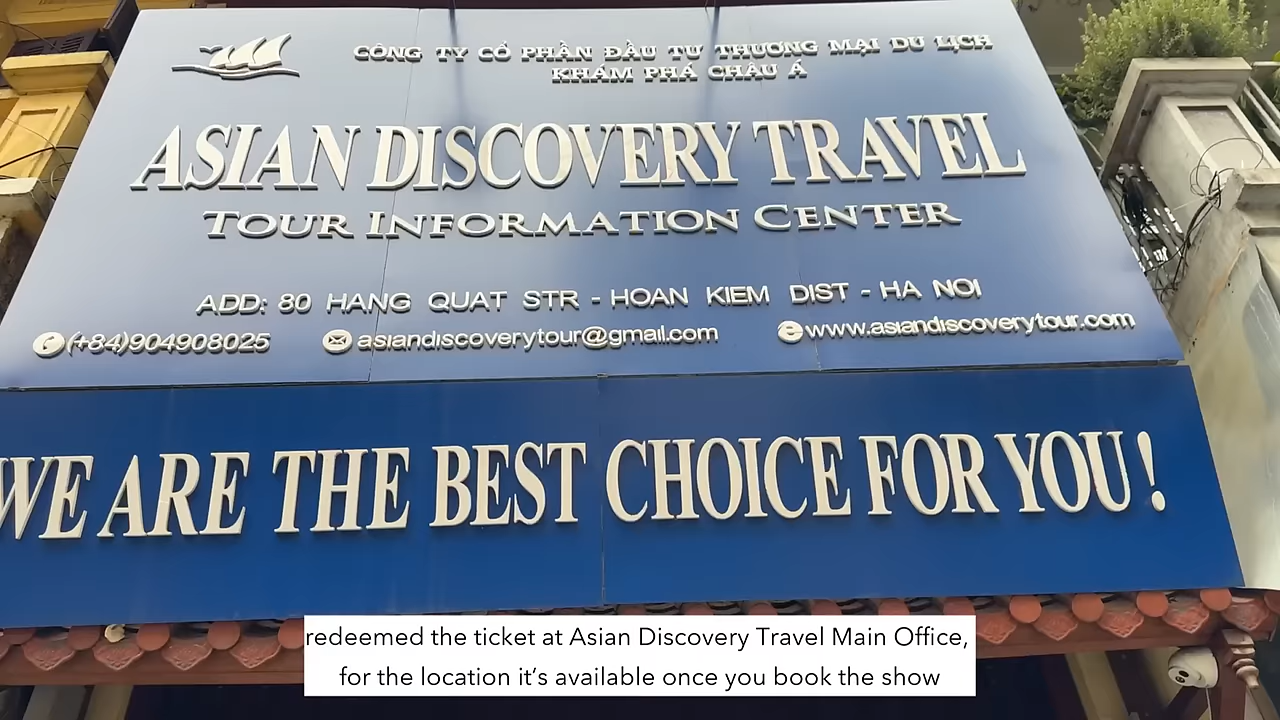 CÔNG TY CỔ PHẦN ĐẦU TƯ THƯƠNG MẠI DU LỊCH
KHÁM PHÁ CHÂU Á
ASIAN DISCOVERY TRAVEL
TOUR INFORMATION CENTER
ADD: 80 HANG QUAT STR - HOAN KIEM DIST - HA NOI
(+84)904908025 asiandiscoverytour@gmail.com www.asiandiscoverytour.com
WE ARE THE BEST CHOICE FOR YOU!
redeemed the ticket at Asian Discovery Travel Main Office,
for the location it's available once you book the show